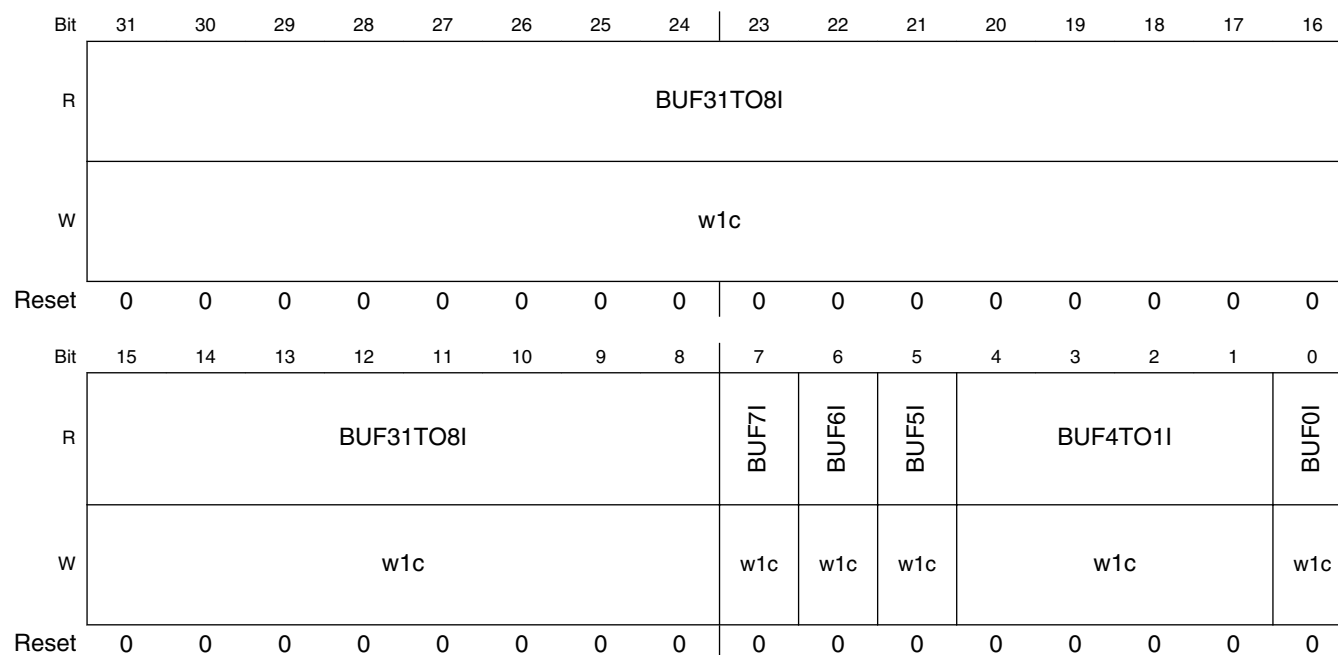 Bit 31 30 29 28 27 26 25 24 23 22 21 20 19 18 17 16
R BUF31TO8I
W w1c
Reset 0 0 0 0 0 0 0 0 0 0 0 0 0 0 0 0
Bit 15 14 13 12 11 10 9 8 7 6 5 4 3 2 1 0
R BUF31TO8I BUF7I BUF6I BUF5I BUF4TO1I BUF0I
W w1c w1c w1c w1c w1c w1c
Reset 0 0 0 0 0 0 0 0 0 0 0 0 0 0 0 0